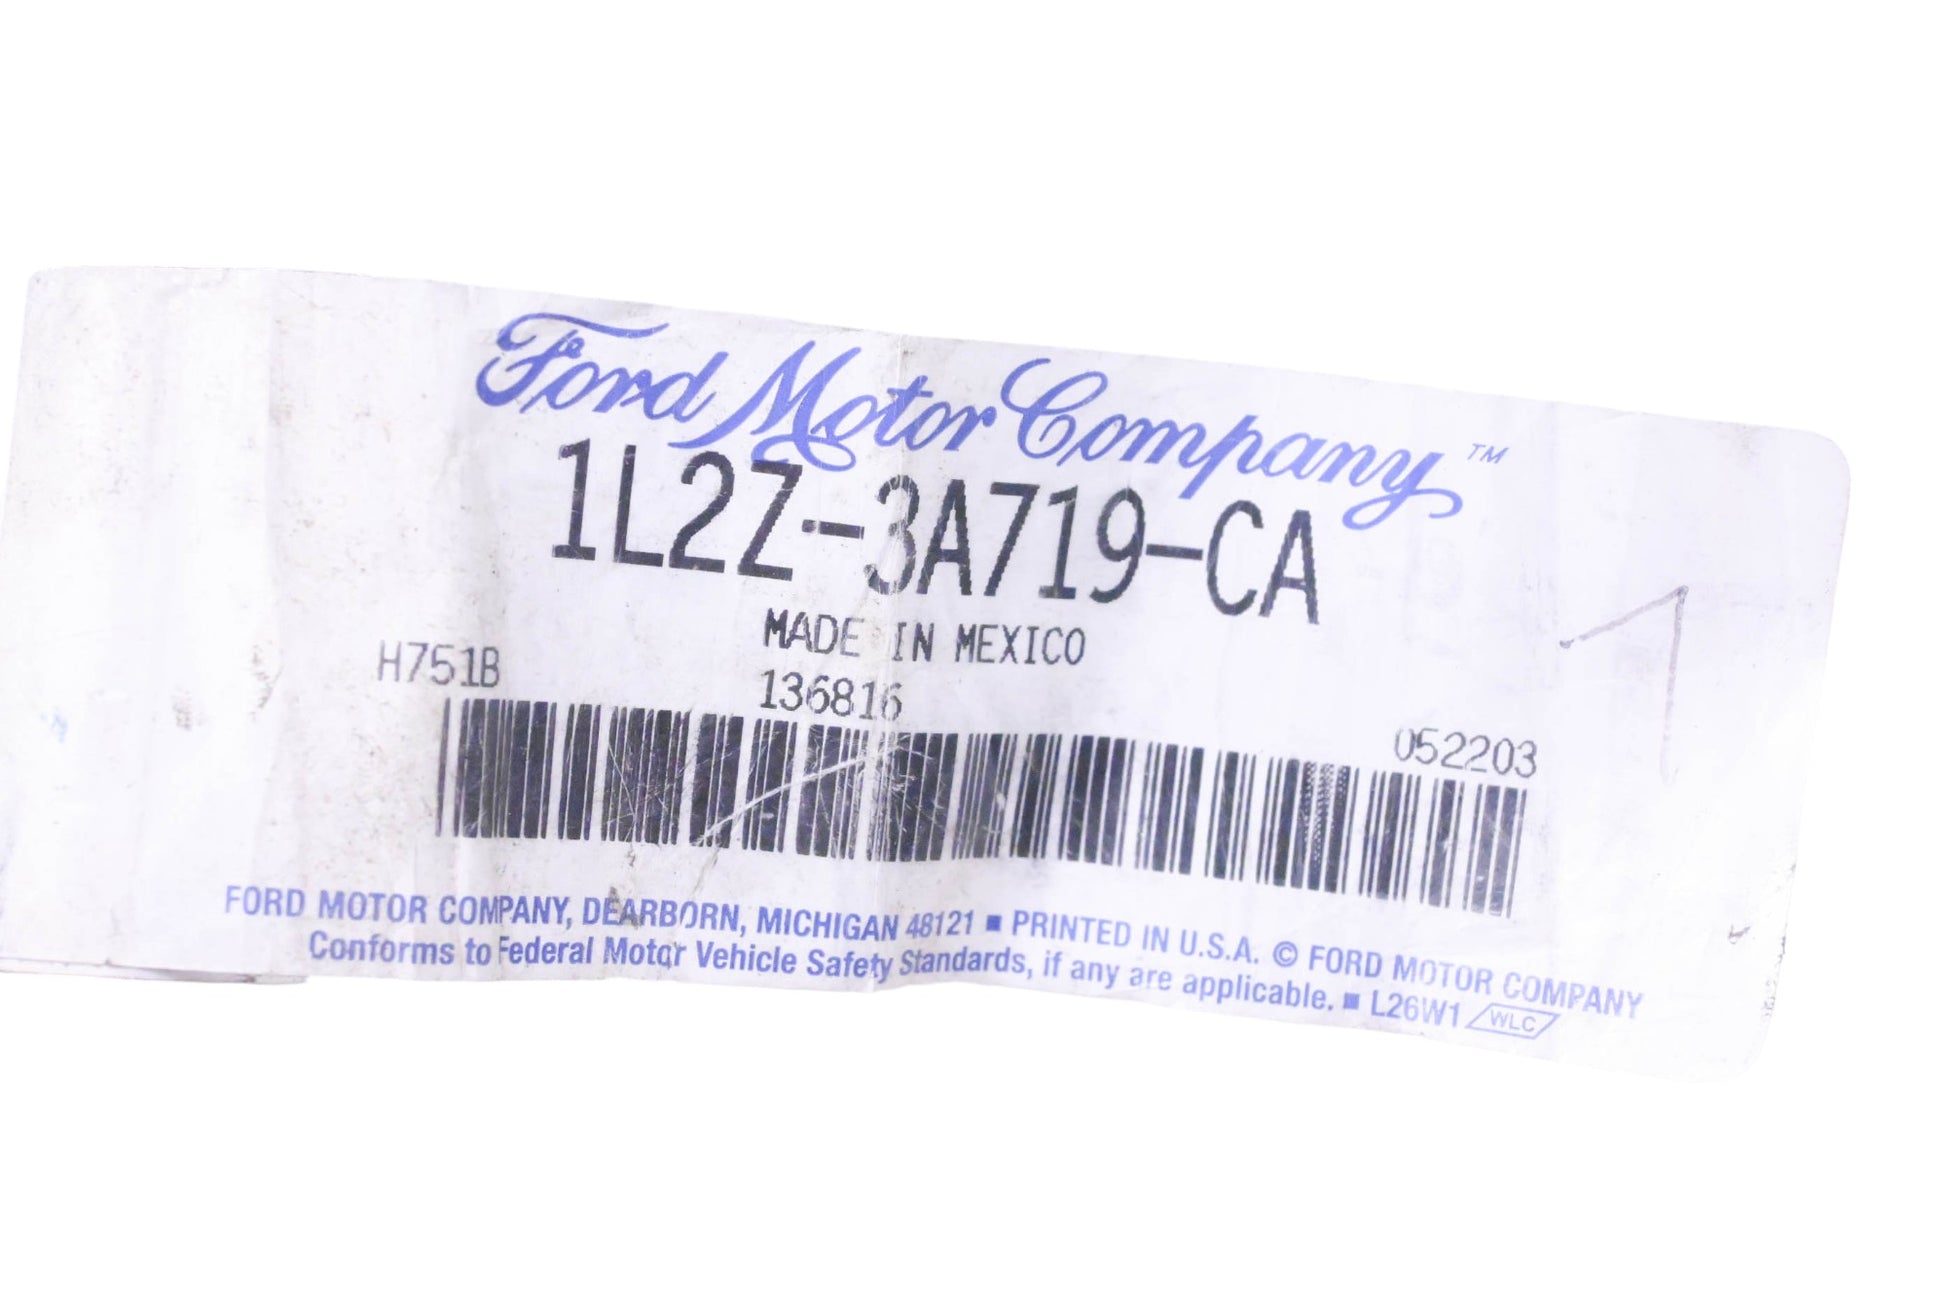 Ford Motor Company™
1L2Z-3A719-CA
MADE IN MEXICO
H751B
136816
052203
1
FORD MOTOR COMPANY, DEARBORN, MICHIGAN 48121 ■ PRINTED IN U.S.A. © FORD MOTOR COMPANY
Conforms to Federal Motor Vehicle Safety Standards, if any are applicable. ■ L26W1 WLC